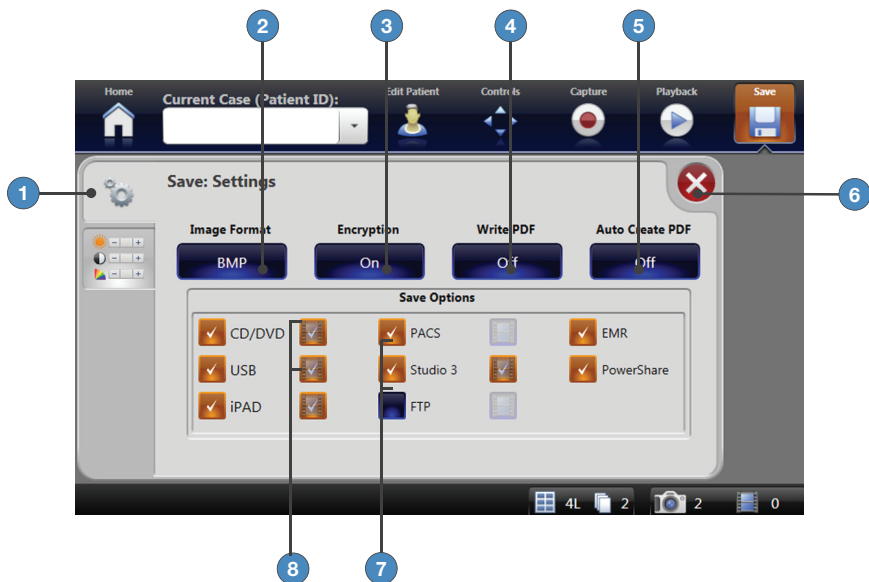 2 3 4 5
Home Edit Patient Controls Capture Playback Save
Current Case (Patient ID):
1 Save: Settings 6
Image Format Encryption Write PDF Auto Create PDF
BMP On Off Off
Save Options
CD/DVD PACS EMR
USB Studio 3 PowerShare
iPAD FTP
4L 2 2 0
8 7